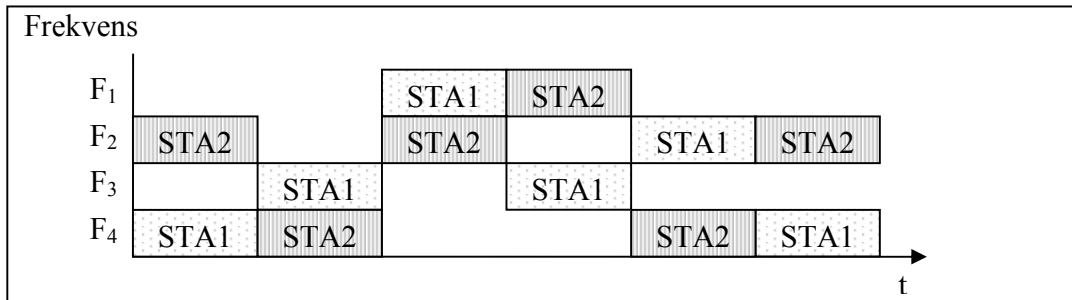 Frekvens
F₁ STA1 STA2
F₂ STA2 STA2 STA1 STA2
F₃ STA1 STA1
F₄ STA1 STA2 STA2 STA1
t